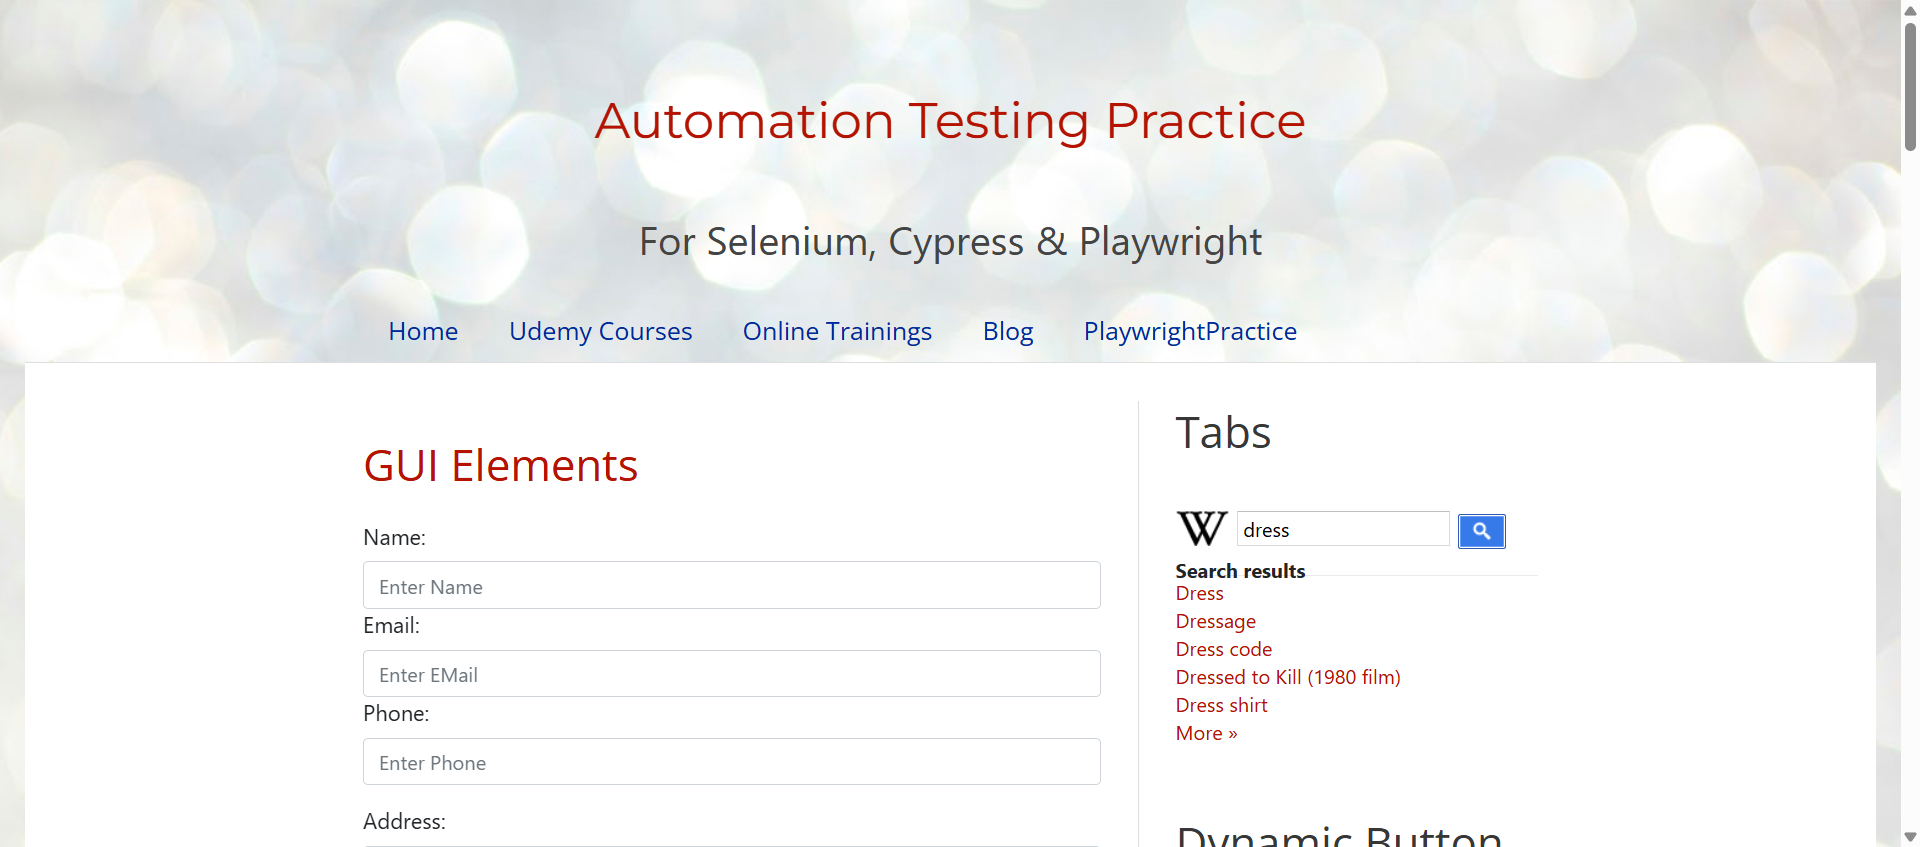 Automation Testing Practice
For Selenium, Cypress & Playwright
Home Udemy Courses Online Trainings Blog PlaywrightPractice
GUI Elements
Name:
Enter Name
Email:
Enter EMail
Phone:
Enter Phone
Address:
Tabs
W dress
Search results
Dress
Dressage
Dress code
Dressed to Kill (1980 film)
Dress shirt
More »
Dynamic Button